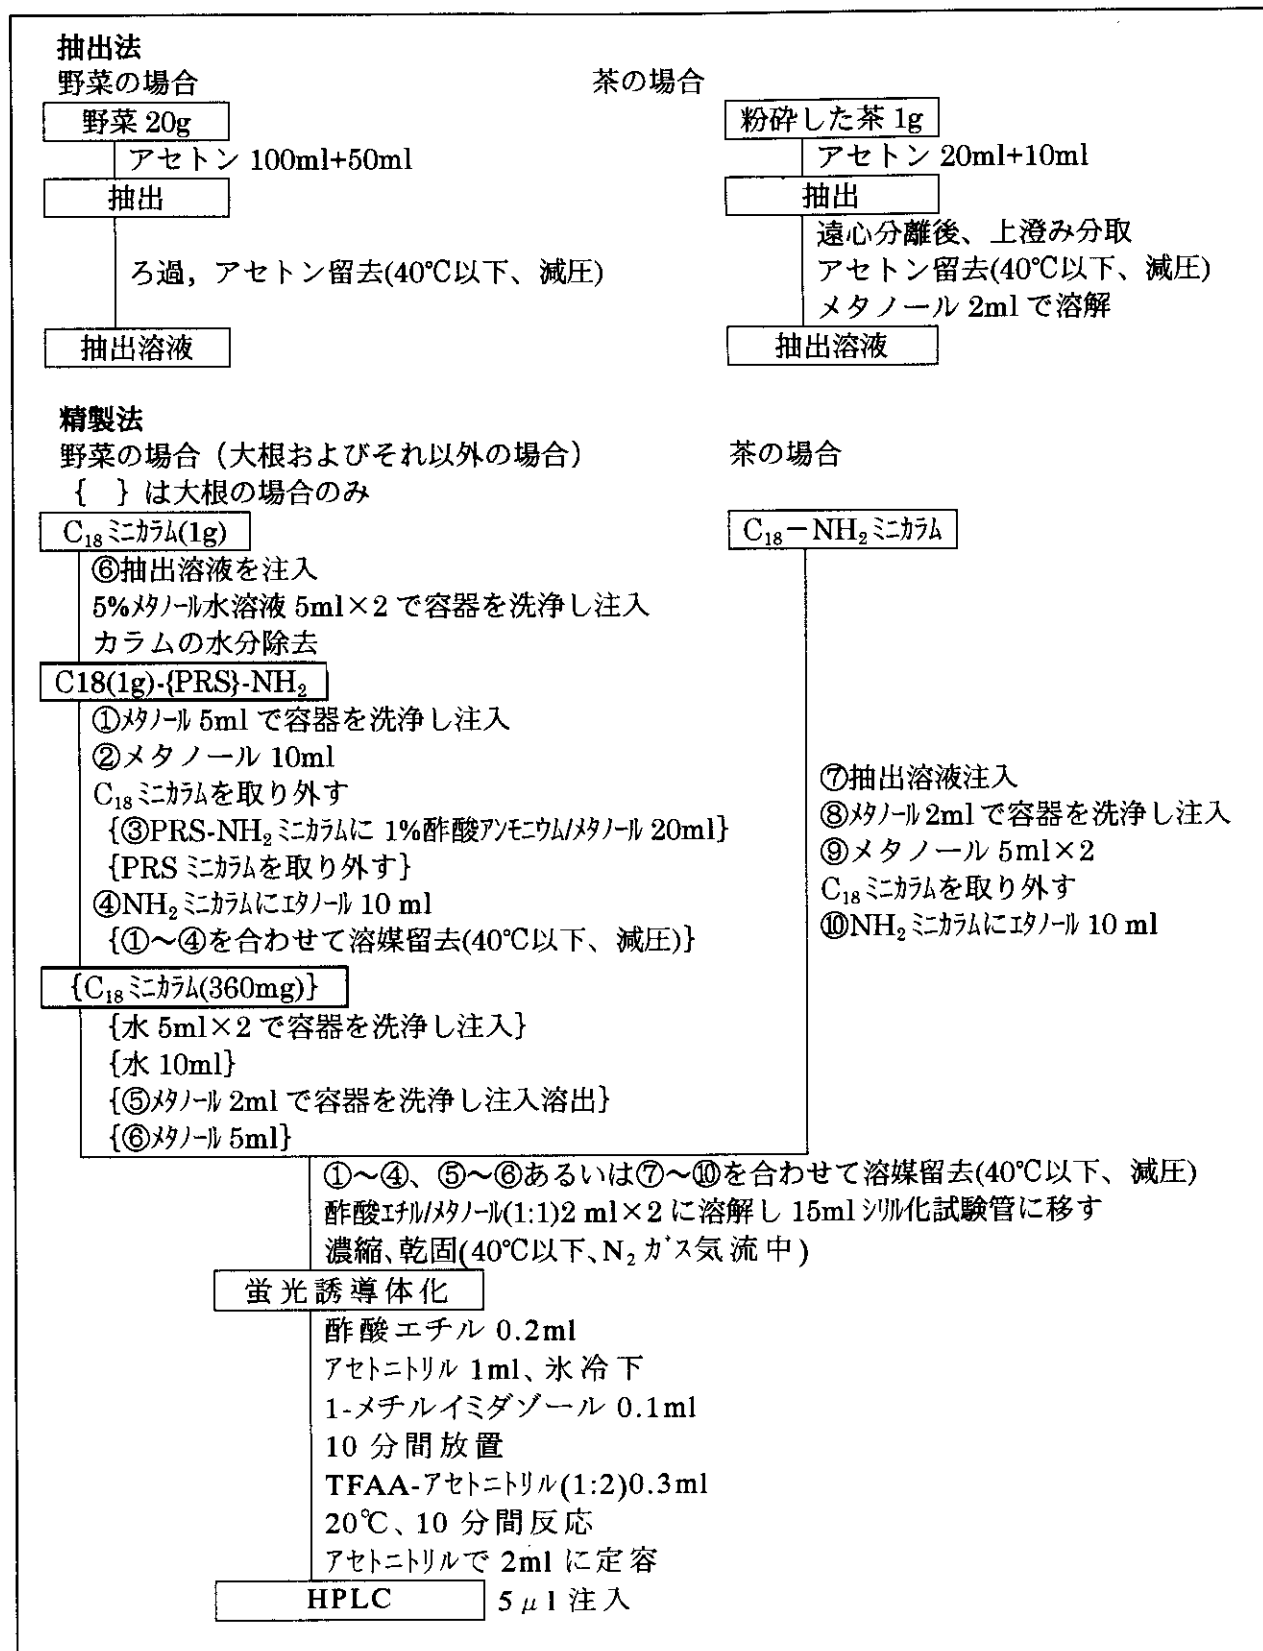 抽出法
野菜の場合
野菜 20g
アセトン 100ml+50ml
抽出
ろ過, アセトン留去(40℃以下、減圧)
抽出溶液
茶の場合
粉砕した茶 1g
アセトン 20ml+10ml
抽出
遠心分離後、上澄み分取
アセトン留去(40℃以下、減圧)
メタノール 2ml で溶解
抽出溶液
精製法
野菜の場合（大根およびそれ以外の場合）
{ } は大根の場合のみ
C₁₈ミニカラム(1g)
⑥抽出溶液を注入
5%メタノール水溶液 5ml×2 で容器を洗浄し注入
カラムの水分除去
C18(1g)-{PRS}-NH₂
①メタノール 5ml で容器を洗浄し注入
②メタノール 10ml
C₁₈ミニカラムを取り外す
{③PRS-NH₂ミニカラムに 1%酢酸アンモニウム/メタノール 20ml}
{PRS ミニカラムを取り外す}
④NH₂ミニカラムにエタノール 10 ml
{①～④を合わせて溶媒留去(40℃以下、減圧)}
{C₁₈ミニカラム(360mg)}
{水 5ml×2 で容器を洗浄し注入}
{水 10ml}
{⑤メタノール 2ml で容器を洗浄し注入溶出}
{⑥メタノール 5ml}
茶の場合
C₁₈－NH₂ミニカラム
⑦抽出溶液注入
⑧メタノール 2ml で容器を洗浄し注入
⑨メタノール 5ml×2
C₁₈ミニカラムを取り外す
⑩NH₂ミニカラムにエタノール 10 ml
①～④、⑤～⑥あるいは⑦～⑩を合わせて溶媒留去(40℃以下、減圧)
酢酸エチル/メタノール(1:1)2 ml×2 に溶解し 15ml シリル化試験管に移す
濃縮、乾固(40℃以下、N₂ガス気流中)
蛍光誘導体化
酢酸エチル 0.2ml
アセトニトリル 1ml、氷冷下
1-メチルイミダゾール 0.1ml
10 分間放置
TFAA-アセトニトリル(1:2)0.3ml
20℃、10 分間反応
アセトニトリルで 2ml に定容
HPLC 5μl 注入